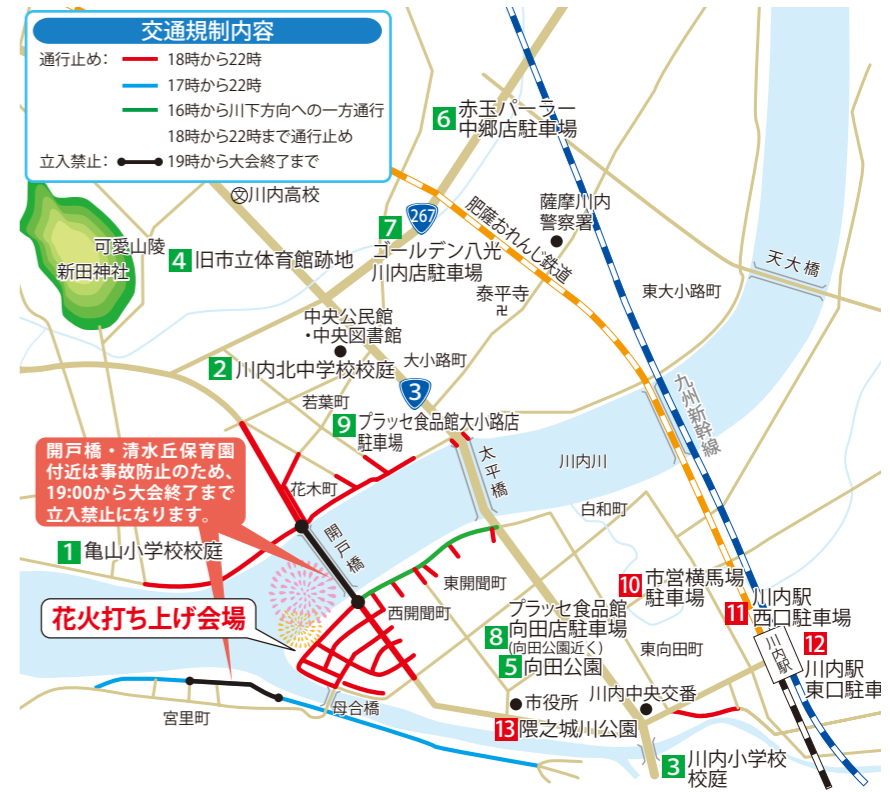 交通規制内容
通行止め： 18時から22時
17時から22時
16時から川下方向への一方通行
18時から22時まで通行止め
立入禁止： 19時から大会終了まで
6 赤玉パーラー
中郷店駐車場
川内高校
267
7
ゴールデン八光
川内店駐車場
肥薩おれんじ鉄道
薩摩川内
警察署
可愛山陵
新田神社
4 旧市立体育館跡地
泰平寺
天大橋
東大小路町
中央公民館
・中央図書館
大小路町
2 川内北中学校校庭
3
若葉町
9 プラッセ食品館大小路店
駐車場
九州新幹線
太平橋
川内川
開戸橋・清水丘保育園
付近は事故防止のため、
19:00から大会終了まで
立入禁止になります。
花木町
白和町
開戸橋
1 亀山小学校校庭
東開聞町
西開聞町
花火打ち上げ会場
10 市営横馬場
駐車場
11 川内駅
西口駐車場
プラッセ食品館
8 向田店駐車場
(向田公園近く)
5 向田公園
東向田町
川内駅
12
川内駅
東口駐車
母合橋
宮里町
市役所
川内中央交番
13 隈之城川公園
3 川内小学校
校庭